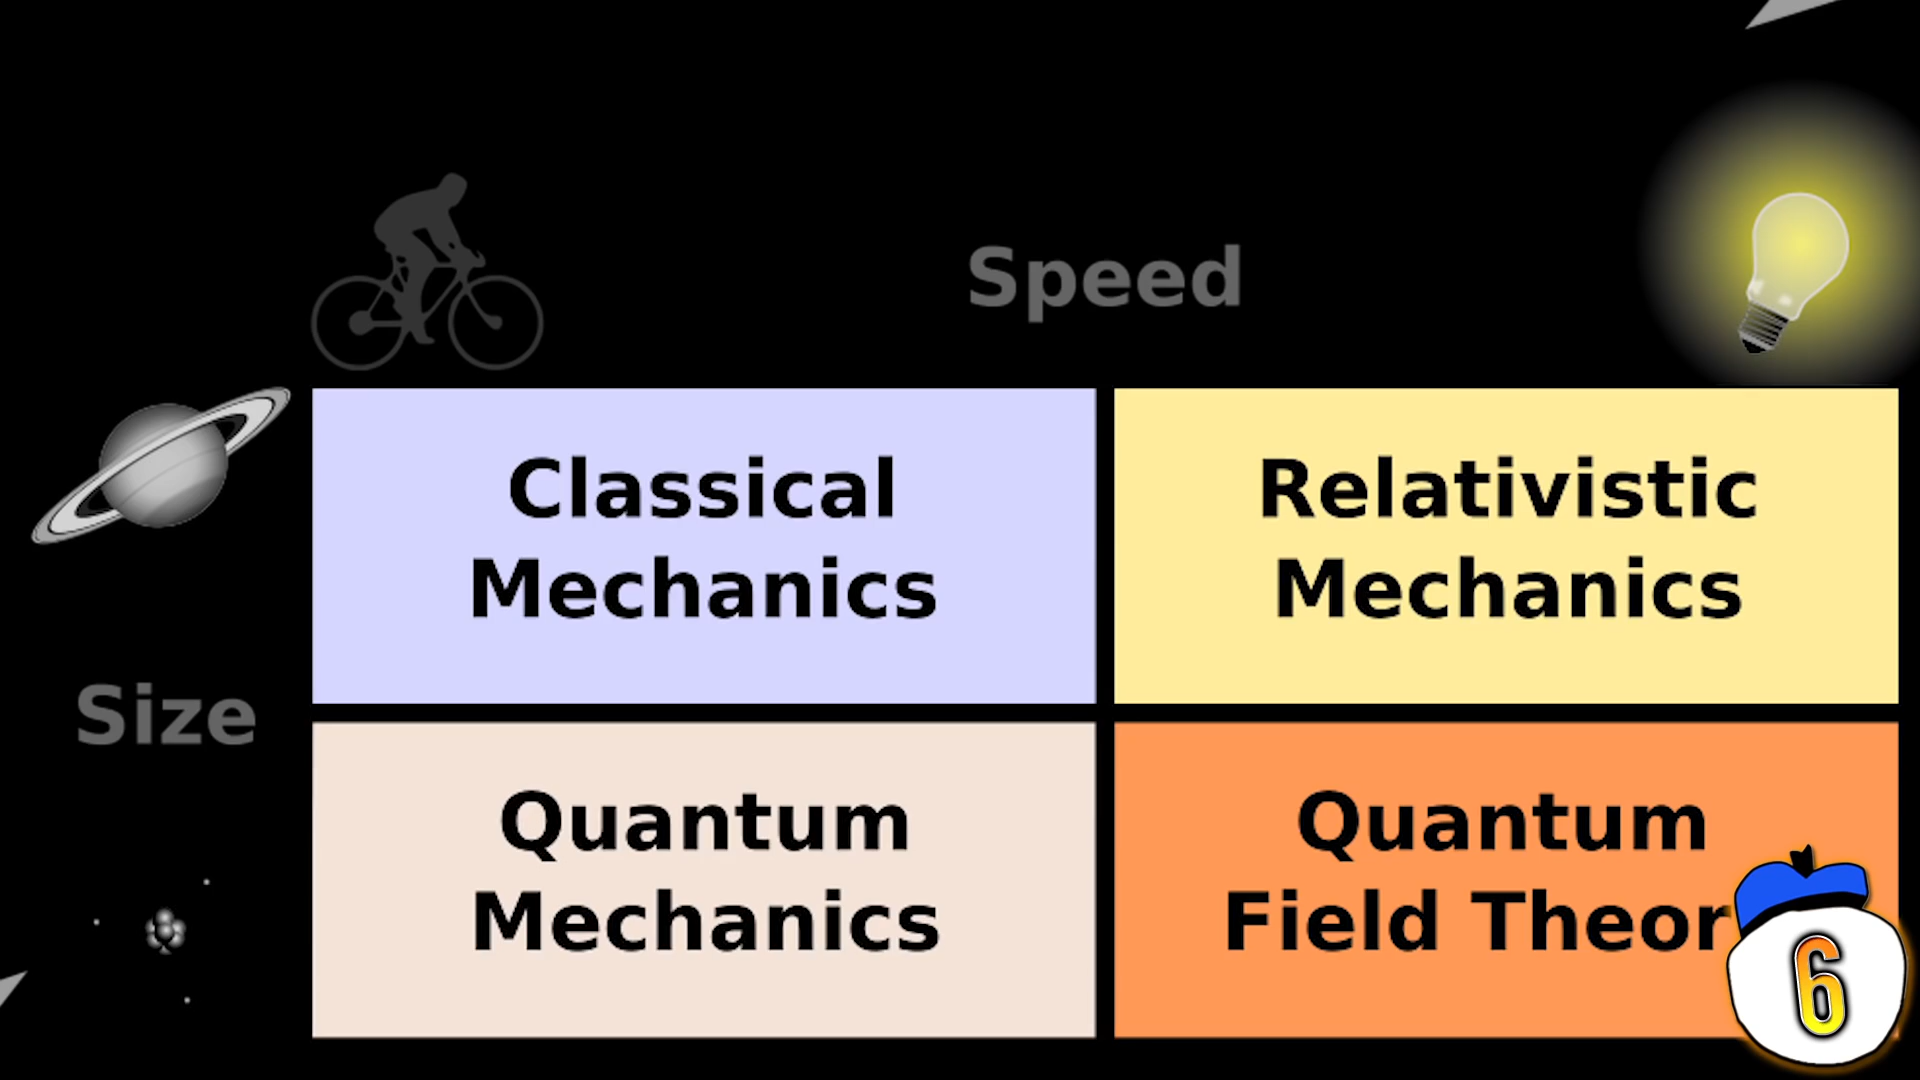 Speed
Classical
Mechanics
Relativistic
Mechanics
Size
Quantum
Mechanics
Quantum
Field Theor
6